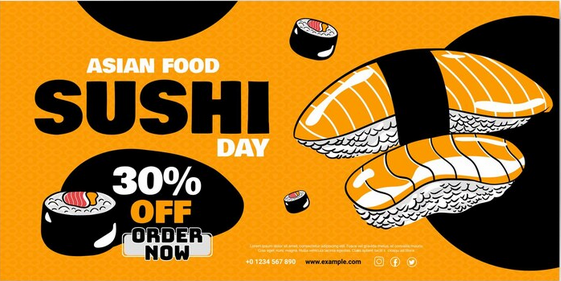 ASIAN FOOD
SUSHI
DAY
30%
OFF
ORDER
NOW
+0 1234 567 890 www.example.com